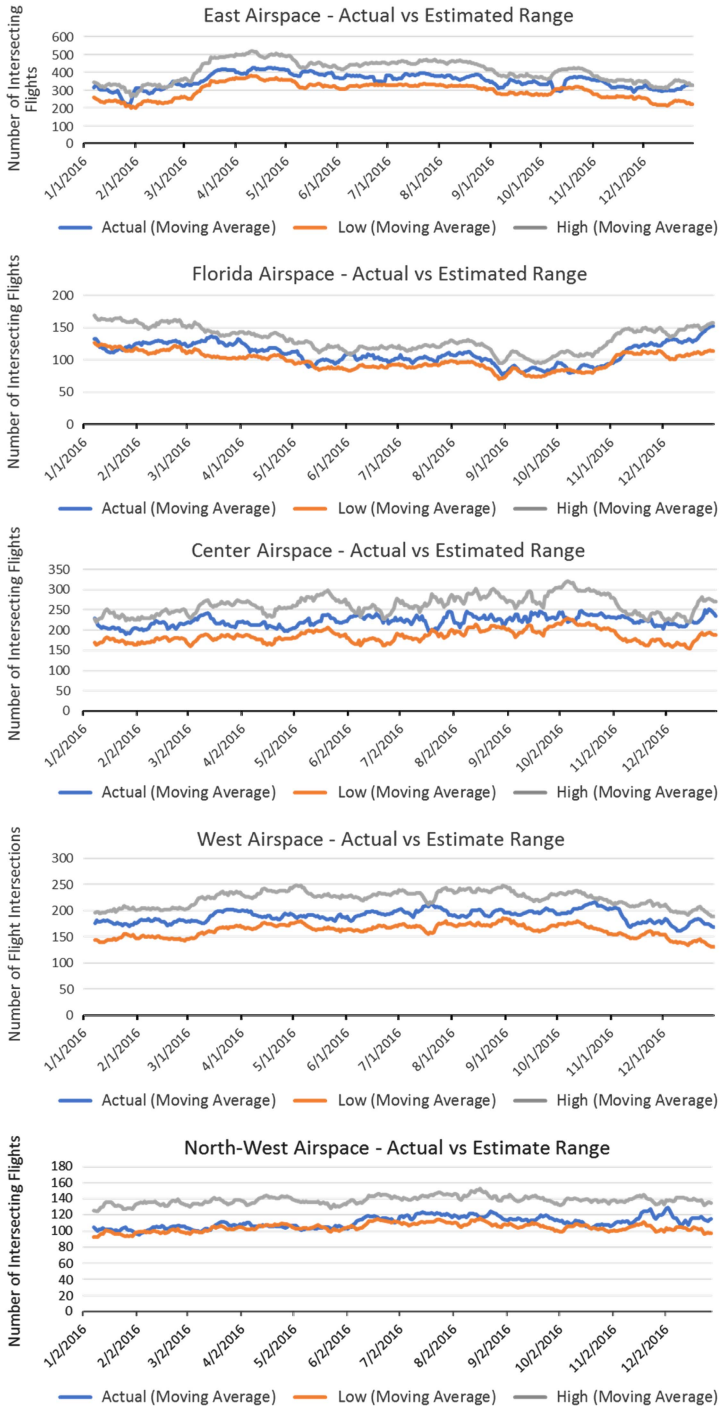 East Airspace - Actual vs Estimated Range
Number of Intersecting
Flights
600
500
400
300
200
100
0
1/1/2016 2/1/2016 3/1/2016 4/1/2016 5/1/2016 6/1/2016 7/1/2016 8/1/2016 9/1/2016 10/1/2016 11/1/2016 12/1/2016
Actual (Moving Average) Low (Moving Average) High (Moving Average)
Florida Airspace - Actual vs Estimated Range
Number of Intersecting Flights
200
150
100
50
0
1/1/2016 2/1/2016 3/1/2016 4/1/2016 5/1/2016 6/1/2016 7/1/2016 8/1/2016 9/1/2016 10/1/2016 11/1/2016 12/1/2016
Actual (Moving Average) Low (Moving Average) High (Moving Average)
Center Airspace - Actual vs Estimated Range
Number of Intersecting Flights
350
300
250
200
150
100
50
0
1/2/2016 2/2/2016 3/2/2016 4/2/2016 5/2/2016 6/2/2016 7/2/2016 8/2/2016 9/2/2016 10/2/2016 11/2/2016 12/2/2016
Actual (Moving Average) Low (Moving Average) High (Moving Average)
West Airspace - Actual vs Estimate Range
Number of Flight Intersections
300
250
200
150
100
50
0
1/1/2016 2/1/2016 3/1/2016 4/1/2016 5/1/2016 6/1/2016 7/1/2016 8/1/2016 9/1/2016 10/1/2016 11/1/2016 12/1/2016
Actual (Moving Average) Low (Moving Average) High (Moving Average)
North-West Airspace - Actual vs Estimate Range
Number of Intersecting Flights
180
160
140
120
100
80
60
40
20
0
1/2/2016 2/2/2016 3/2/2016 4/2/2016 5/2/2016 6/2/2016 7/2/2016 8/2/2016 9/2/2016 10/2/2016 11/2/2016 12/2/2016
Actual (Moving Average) Low (Moving Average) High (Moving Average)